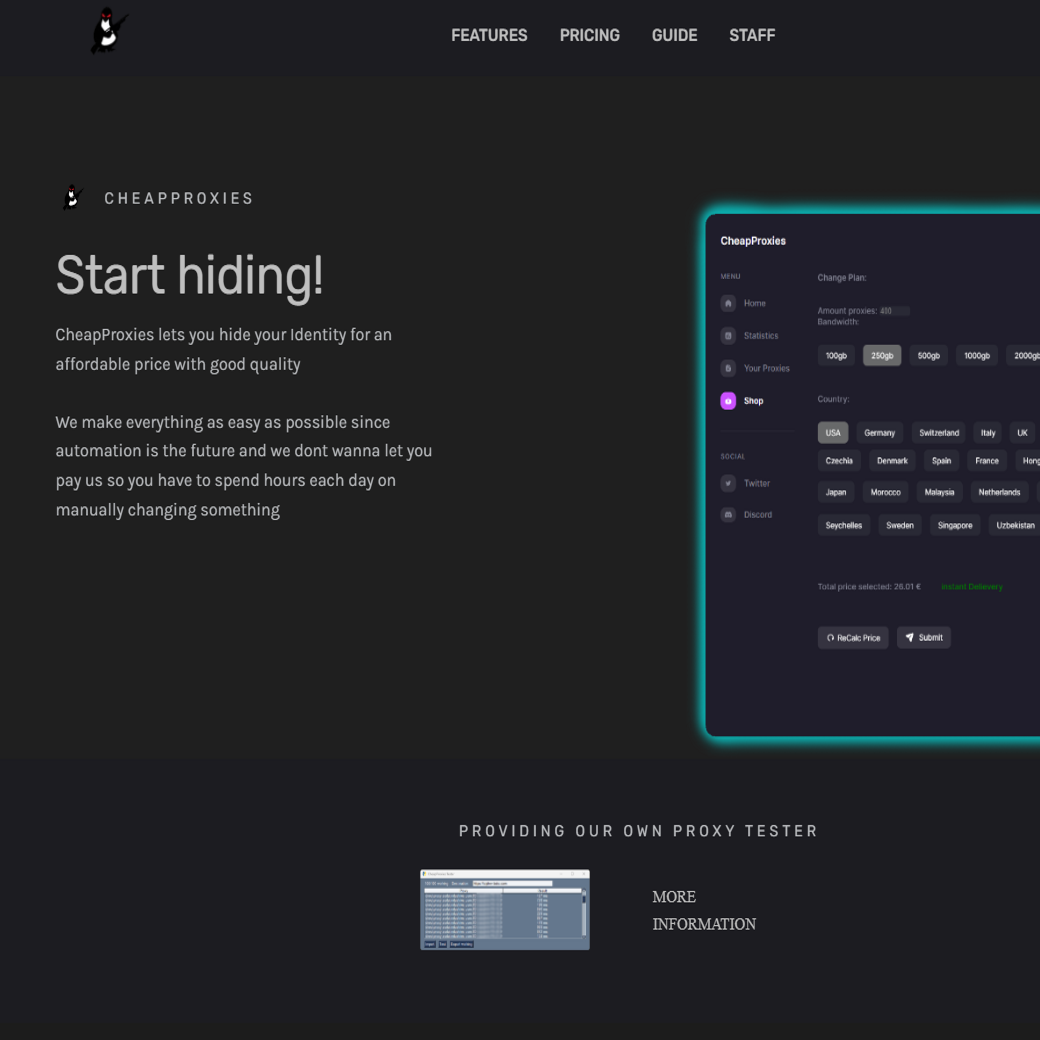 FEATURES PRICING GUIDE STAFF
CHEAPPROXIES
Start hiding!
CheapProxies lets you hide your Identity for an
affordable price with good quality
We make everything as easy as possible since
automation is the future and we dont wanna let you
pay us so you have to spend hours each day on
manually changing something
CheapProxies
MENU
Home
Statistics
Your Proxies
Shop
SOCIAL
Twitter
Discord
Change Plan:
Amount proxies: 400
Bandwidth:
100gb 250gb 500gb 1000gb 2000gb
Country:
USA Germany Switzerland Italy UK
Czechia Denmark Spain France Hong
Japan Morocco Malaysia Netherlands
Seychelles Sweden Singapore Uzbekistan
Total price selected: 26.01 € Instant Delievery
ReCalc Price Submit
PROVIDING OUR OWN PROXY TESTER
MORE
INFORMATION